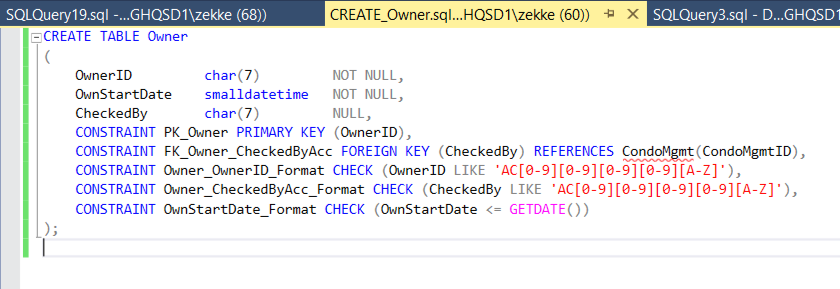 SQLQuery19.sql -...GHQSD1\zekke (68))
CREATE_Owner.sql...HQSD1\zekke (60))
SQLQuery3.sql - D...GHQSD1
CREATE TABLE Owner
(
OwnerID char(7) NOT NULL,
OwnStartDate smalldatetime NOT NULL,
CheckedBy char(7) NULL,
CONSTRAINT PK_Owner PRIMARY KEY (OwnerID),
CONSTRAINT FK_Owner_CheckedByAcc FOREIGN KEY (CheckedBy) REFERENCES CondoMgmt(CondoMgmtID),
CONSTRAINT Owner_OwnerID_Format CHECK (OwnerID LIKE 'AC[0-9][0-9][0-9][0-9][A-Z]'),
CONSTRAINT Owner_CheckedByAcc_Format CHECK (CheckedBy LIKE 'AC[0-9][0-9][0-9][0-9][A-Z]'),
CONSTRAINT OwnStartDate_Format CHECK (OwnStartDate <= GETDATE())
);